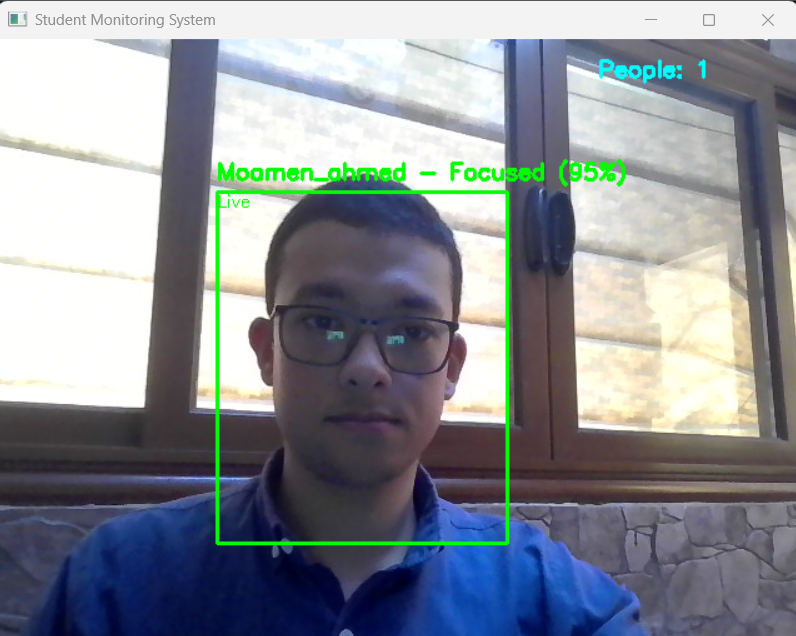 Student Monitoring System
People: 1
Moamen_ahmed - Focused (95%)
Live